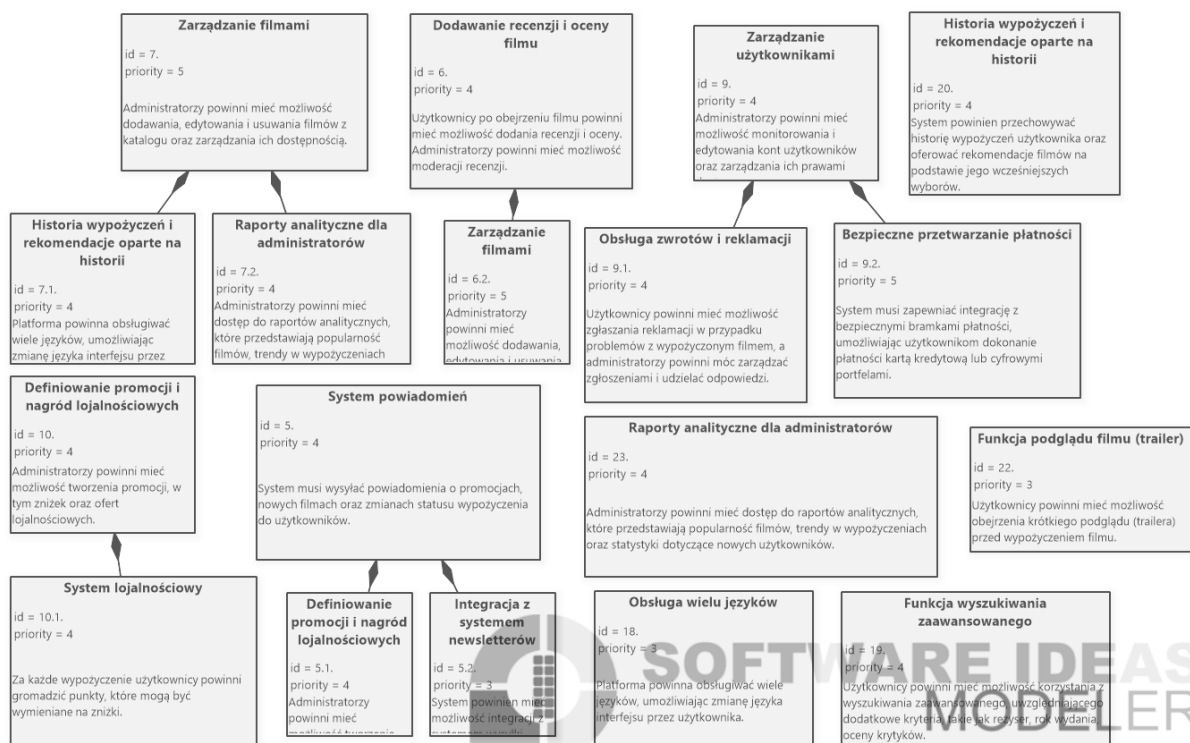 Zarządzanie filmami
id = 7.
priority = 5
Administratorzy powinni mieć możliwość
dodawania, edytowania i usuwania filmów z
katalogu oraz zarządzania ich dostępnością.
Dodawanie recenzji i oceny
filmu
id = 6.
priority = 4
Użytkownicy po obejrzeniu filmu powinni
mieć możliwość dodania recenzji i oceny.
Administratorzy powinni mieć możliwość
moderacji recenzji.
Zarządzanie
użytkownikami
id = 9.
priority = 4
Administratorzy powinni mieć
możliwość monitorowania i
edytowania kont użytkowników
oraz zarządzania ich prawami
Historia wypożyczeń i
rekomendacje oparte na
historii
id = 20.
priority = 4
System powinien przechowywać
historię wypożyczeń użytkownika oraz
oferować rekomendacje filmów na
podstawie jego wcześniejszych
wyborów.
Historia wypożyczeń i
rekomendacje oparte na
historii
id = 7.1.
priority = 4
Platforma powinna obsługiwać
wiele języków, umożliwiając
zmianę języka interfejsu przez
Raporty analityczne dla
administratorów
id = 7.2.
priority = 4
Administratorzy powinni mieć
dostęp do raportów analitycznych,
które przedstawiają popularność
filmów, trendy w wypożyczeniach
Zarządzanie
filmami
id = 6.2.
priority = 5
Administratorzy
powinni mieć
możliwość dodawania,
edytowania i usuwania
Obsługa zwrotów i reklamacji
id = 9.1.
priority = 4
Użytkownicy powinni mieć możliwość
zgłaszania reklamacji w przypadku
problemów z wypożyczonym filmem, a
administratorzy powinni móc zarządzać
zgłoszeniami i udzielać odpowiedzi.
Bezpieczne przetwarzanie płatności
id = 9.2.
priority = 5
System musi zapewniać integrację z
bezpiecznymi bramkami płatności,
umożliwiając użytkownikom dokonanie
płatności kartą kredytową lub cyfrowymi
portfelami.
Definiowanie promocji i
nagród lojalnościowych
id = 10.
priority = 4
Administratorzy powinni mieć
możliwość tworzenia promocji, w
tym zniżek oraz ofert
lojalnościowych.
System powiadomień
id = 5.
priority = 4
System musi wysyłać powiadomienia o promocjach,
nowych filmach oraz zmianach statusu wypożyczenia
do użytkowników.
Raporty analityczne dla administratorów
id = 23.
priority = 4
Administratorzy powinni mieć dostęp do raportów analitycznych,
które przedstawiają popularność filmów, trendy w wypożyczeniach
oraz statystyki dotyczące nowych użytkowników.
Funkcja podglądu filmu (trailer)
id = 22.
priority = 3
Użytkownicy powinni mieć możliwość
obejrzenia krótkiego podglądu (trailera)
przed wypożyczeniem filmu.
System lojalnościowy
id = 10.1.
priority = 4
Za każde wypożyczenie użytkownicy powinni
gromadzić punkty, które mogą być
wymieniane na zniżki.
Definiowanie
promocji i nagród
lojalnościowych
id = 5.1.
priority = 4
Administratorzy
powinni mieć
możliwość tworzenia
Integracja z
systemem
newsletterów
id = 5.2.
priority = 3
System powinien mieć
możliwość integracji z
systemem wysyłki
Obsługa wielu języków
id = 18.
priority = 3
Platforma powinna obsługiwać wiele
języków, umożliwiając zmianę języka
interfejsu przez użytkownika.
Funkcja wyszukiwania
zaawansowanego
id = 19.
priority = 4
Użytkownicy powinni mieć możliwość korzystania z
wyszukiwania zaawansowanego, uwzględniającego
dodatkowe kryteria, takie jak reżyser, rok wydania,
oceny krytyków.
SOFTWARE IDEAS
MODELER